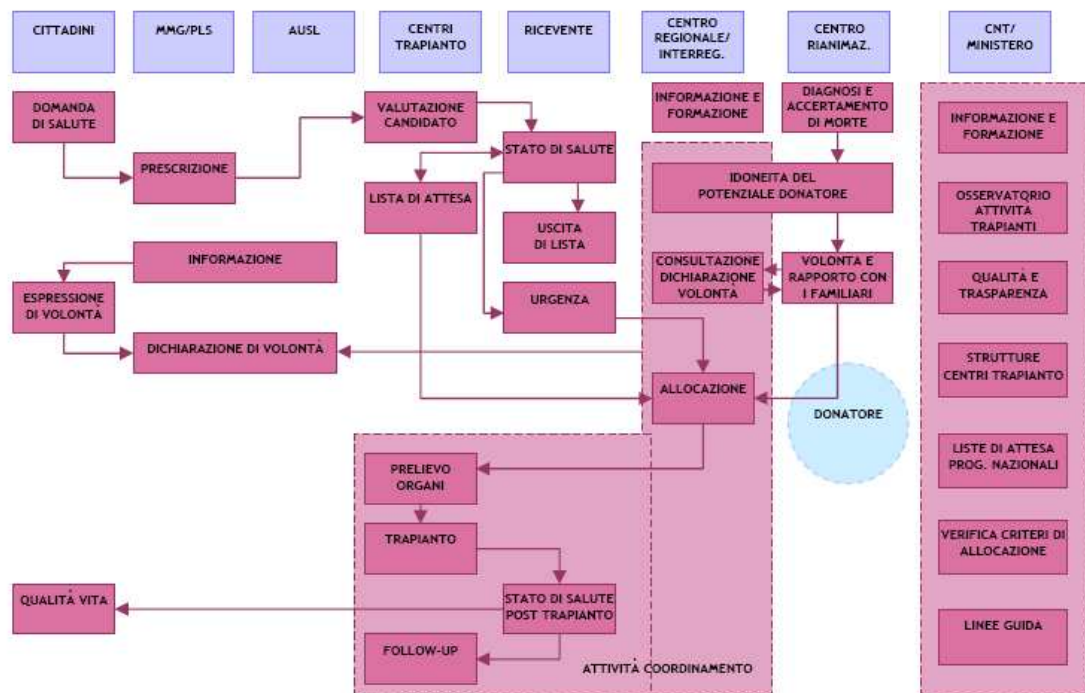 CITTADINI
MMG/PLS
AUSL
CENTRI
TRAPIANTO
RICEVENTE
CENTRO
REGIONALE/
INTERREG.
CENTRO
RIANIMAZ.
CNT/
MINISTERO
DOMANDA
DI SALUTE
PRESCRIZIONE
VALUTAZIONE
CANDIDATO
STATO DI SALUTE
LISTA DI ATTESA
USCITA
DI LISTA
INFORMAZIONE E
FORMAZIONE
DIAGNOSI E
ACCERTAMENTO
DI MORTE
IDONEITA DEL
POTENZIALE DONATORE
INFORMAZIONE
ESPRESSIONE
DI VOLONTÀ
DICHIARAZIONE DI VOLONTÀ
URGENZA
CONSULTAZIONE
DICHIARAZIONE
VOLONTÀ
VOLONTA E
RAPPORTO CON
I FAMILIARI
ALLOCAZIONE
DONATORE
PRELIEVO
ORGANI
TRAPIANTO
STATO DI SALUTE
POST TRAPIANTO
QUALITÀ VITA
FOLLOW-UP
ATTIVITÀ COORDINAMENTO
INFORMAZIONE E
FORMAZIONE
OSSERVATORIO
ATTIVITA
TRAPIANTI
QUALITÀ E
TRASPARENZA
STRUTTURE
CENTRI TRAPIANTO
LISTE DI ATTESA
PROG. NAZIONALI
VERIFICA CRITERI DI
ALLOCAZIONE
LINEE GUIDA